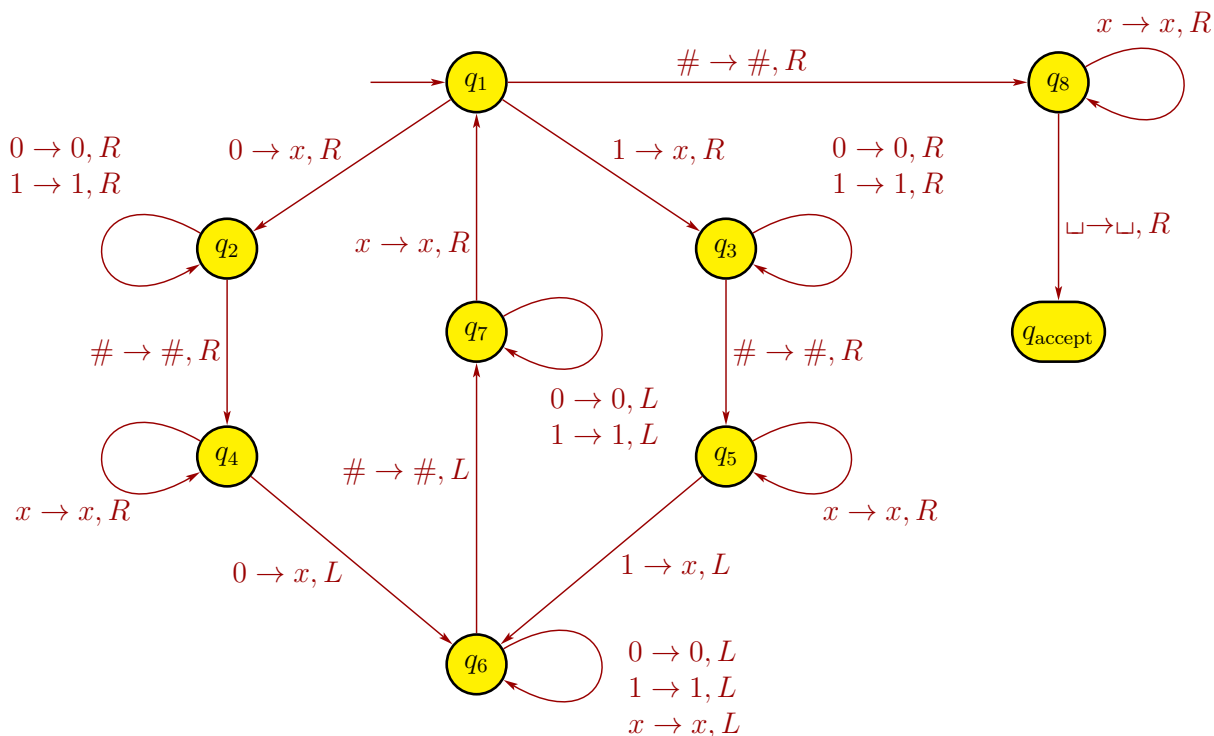 x → x, R
# → #, R
q₁
q₈
0 → 0, R
1 → 1, R
0 → x, R
1 → x, R
0 → 0, R
1 → 1, R
q₂
x → x, R
q₃
␣→␣, R
q₇
q_accept
# → #, R
# → #, R
0 → 0, L
1 → 1, L
q₄
# → #, L
q₅
x → x, R
x → x, R
0 → x, L
1 → x, L
q₆
0 → 0, L
1 → 1, L
x → x, L